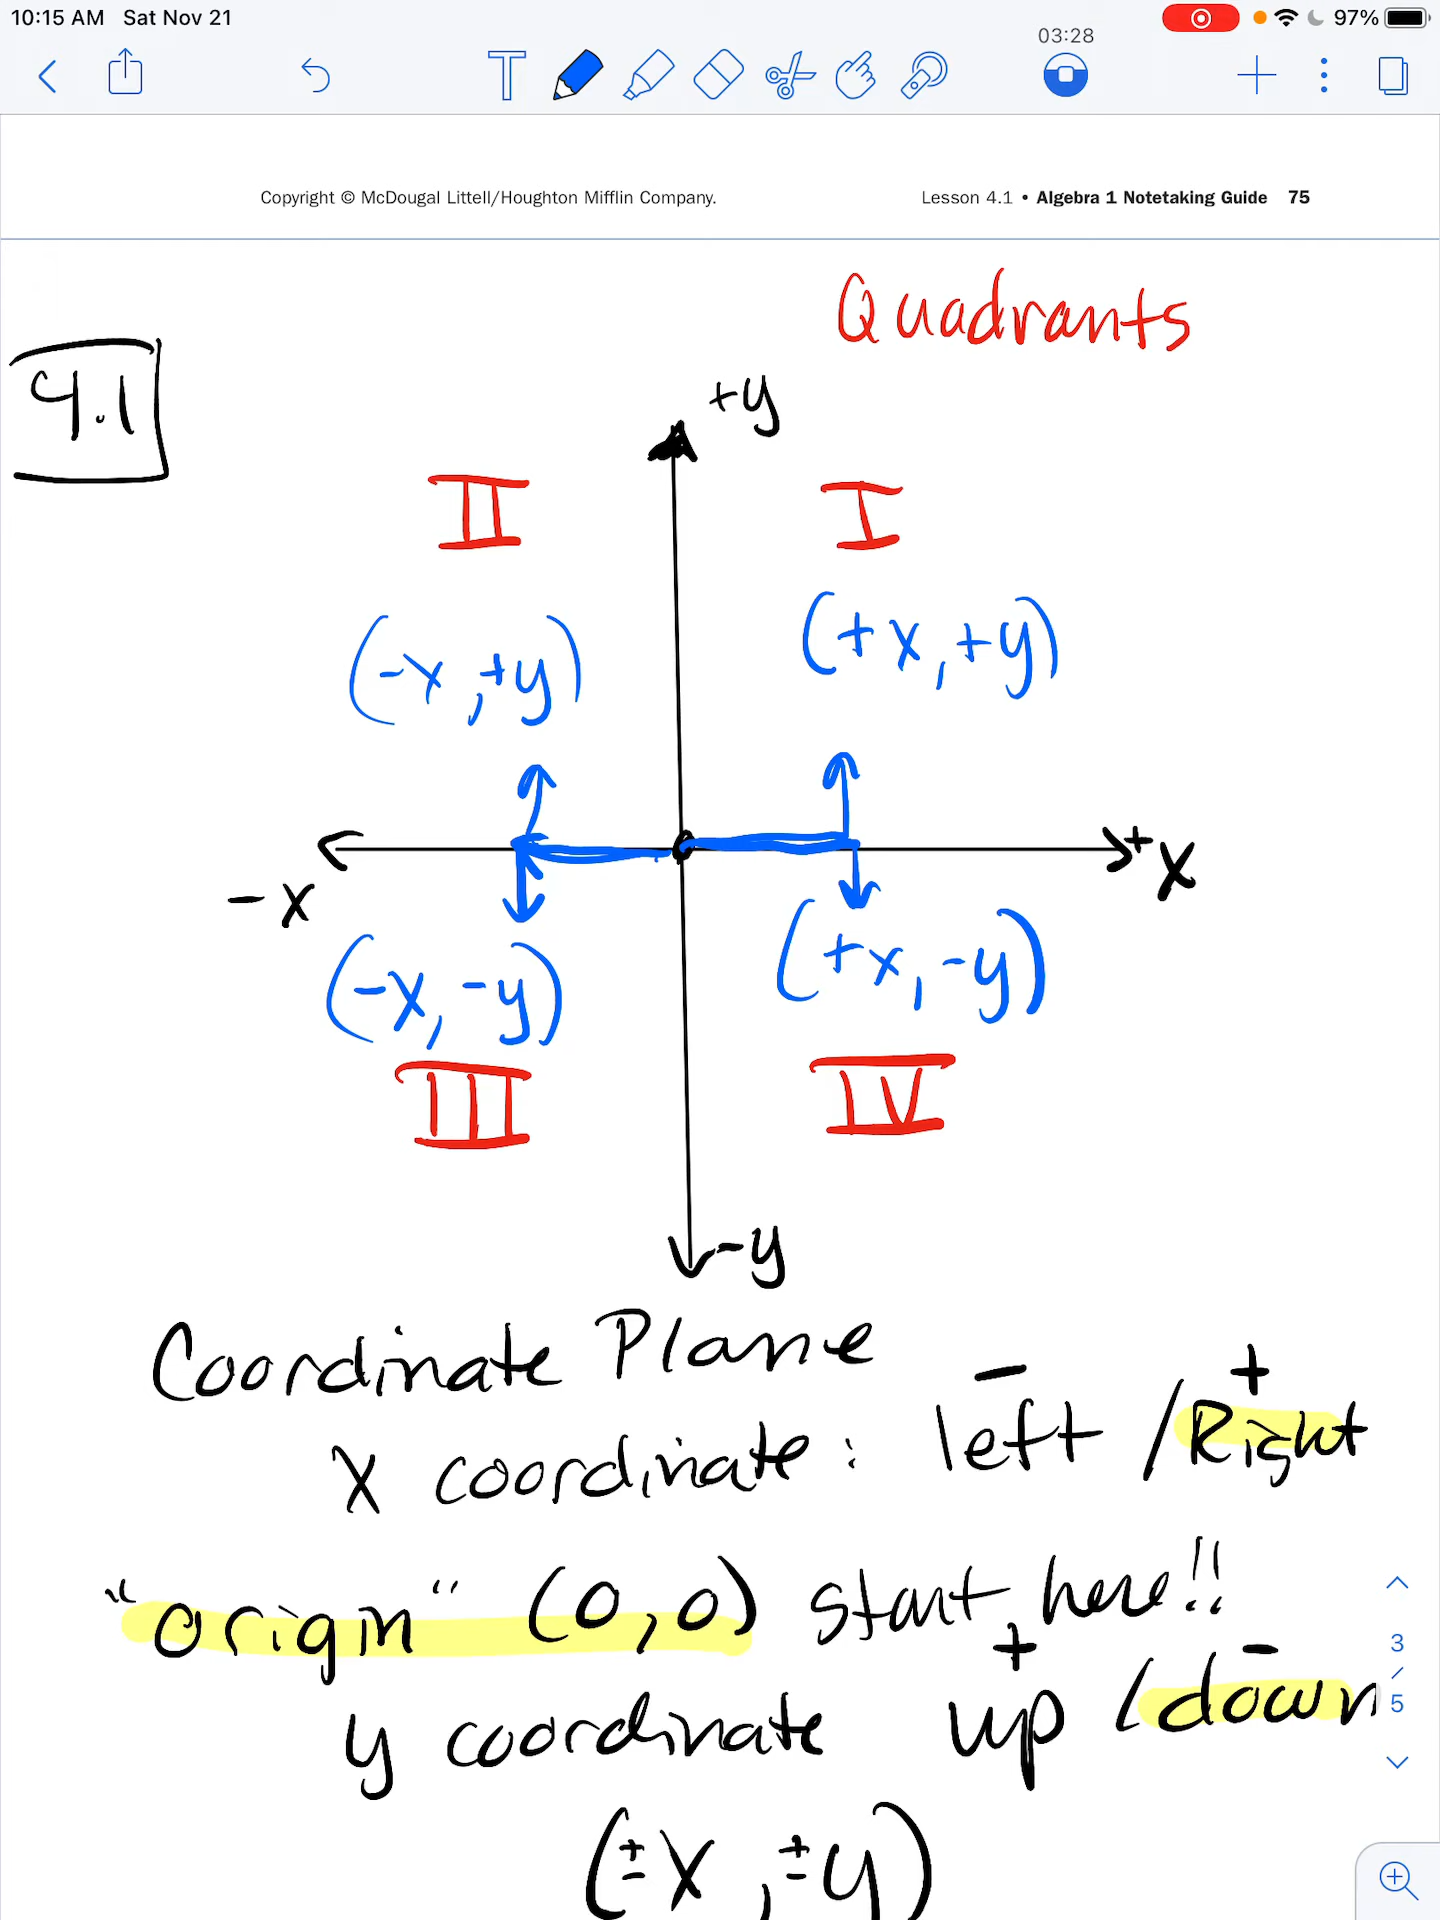 10:15 AM Sat Nov 21
97%
03:28
T
Copyright © McDougal Littell/Houghton Mifflin Company.
Lesson 4.1 • Algebra 1 Notetaking Guide 75
Quadrants
4.1
+y
II
I
(-x,+y)
(+x,+y)
+x
-x
(-x,-y)
(+x,-y)
III
IV
-y
Coordinate Plane
- +
x coordinate: left / Right
"origin" (0,0) start here!!
+ -
y coordinate up / down
3
/
5
(±x,±y)